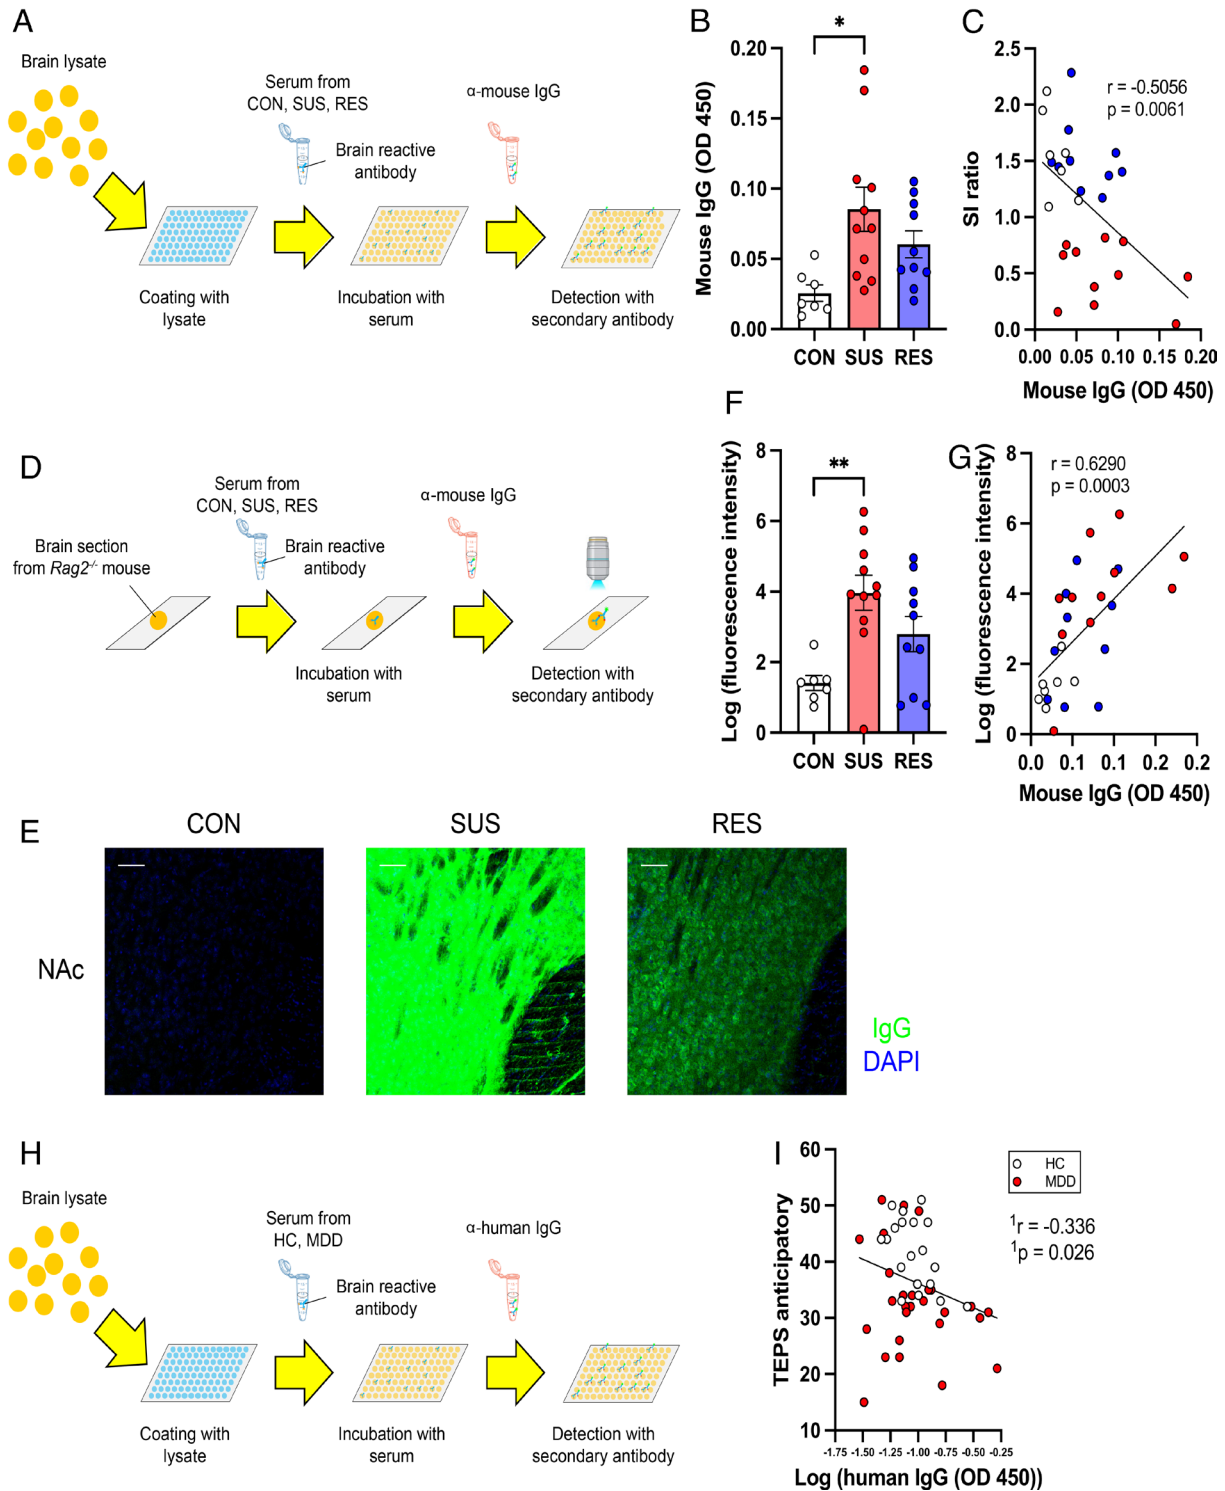 A
Brain lysate
Serum from
CON, SUS, RES
Brain reactive
antibody
α-mouse IgG
Coating with
lysate
Incubation with
serum
Detection with
secondary antibody
B
*
Mouse IgG (OD 450)
0.20
0.15
0.10
0.05
0.00
CON SUS RES
C
r = -0.5056
p = 0.0061
SI ratio
2.5
2.0
1.5
1.0
0.5
0.0
0.00 0.05 0.10 0.15 0.20
Mouse IgG (OD 450)
D
Brain section
from Rag2-/- mouse
Serum from
CON, SUS, RES
Brain reactive
antibody
α-mouse IgG
Incubation with
serum
Detection with
secondary antibody
F
**
Log (fluorescence intensity)
8
6
4
2
0
CON SUS RES
G
r = 0.6290
p = 0.0003
Log (fluorescence intensity)
8
6
4
2
0
0.0 0.1 0.1 0.2 0.2
Mouse IgG (OD 450)
E
CON SUS RES
NAc
IgG
DAPI
H
Brain lysate
Serum from
HC, MDD
Brain reactive
antibody
α-human IgG
Coating with
lysate
Incubation with
serum
Detection with
secondary antibody
I
HC
MDD
1r = -0.336
1p = 0.026
TEPS anticipatory
60
50
40
30
20
10
-1.75 -1.50 -1.25 -1.00 -0.75 -0.50 -0.25
Log (human IgG (OD 450))